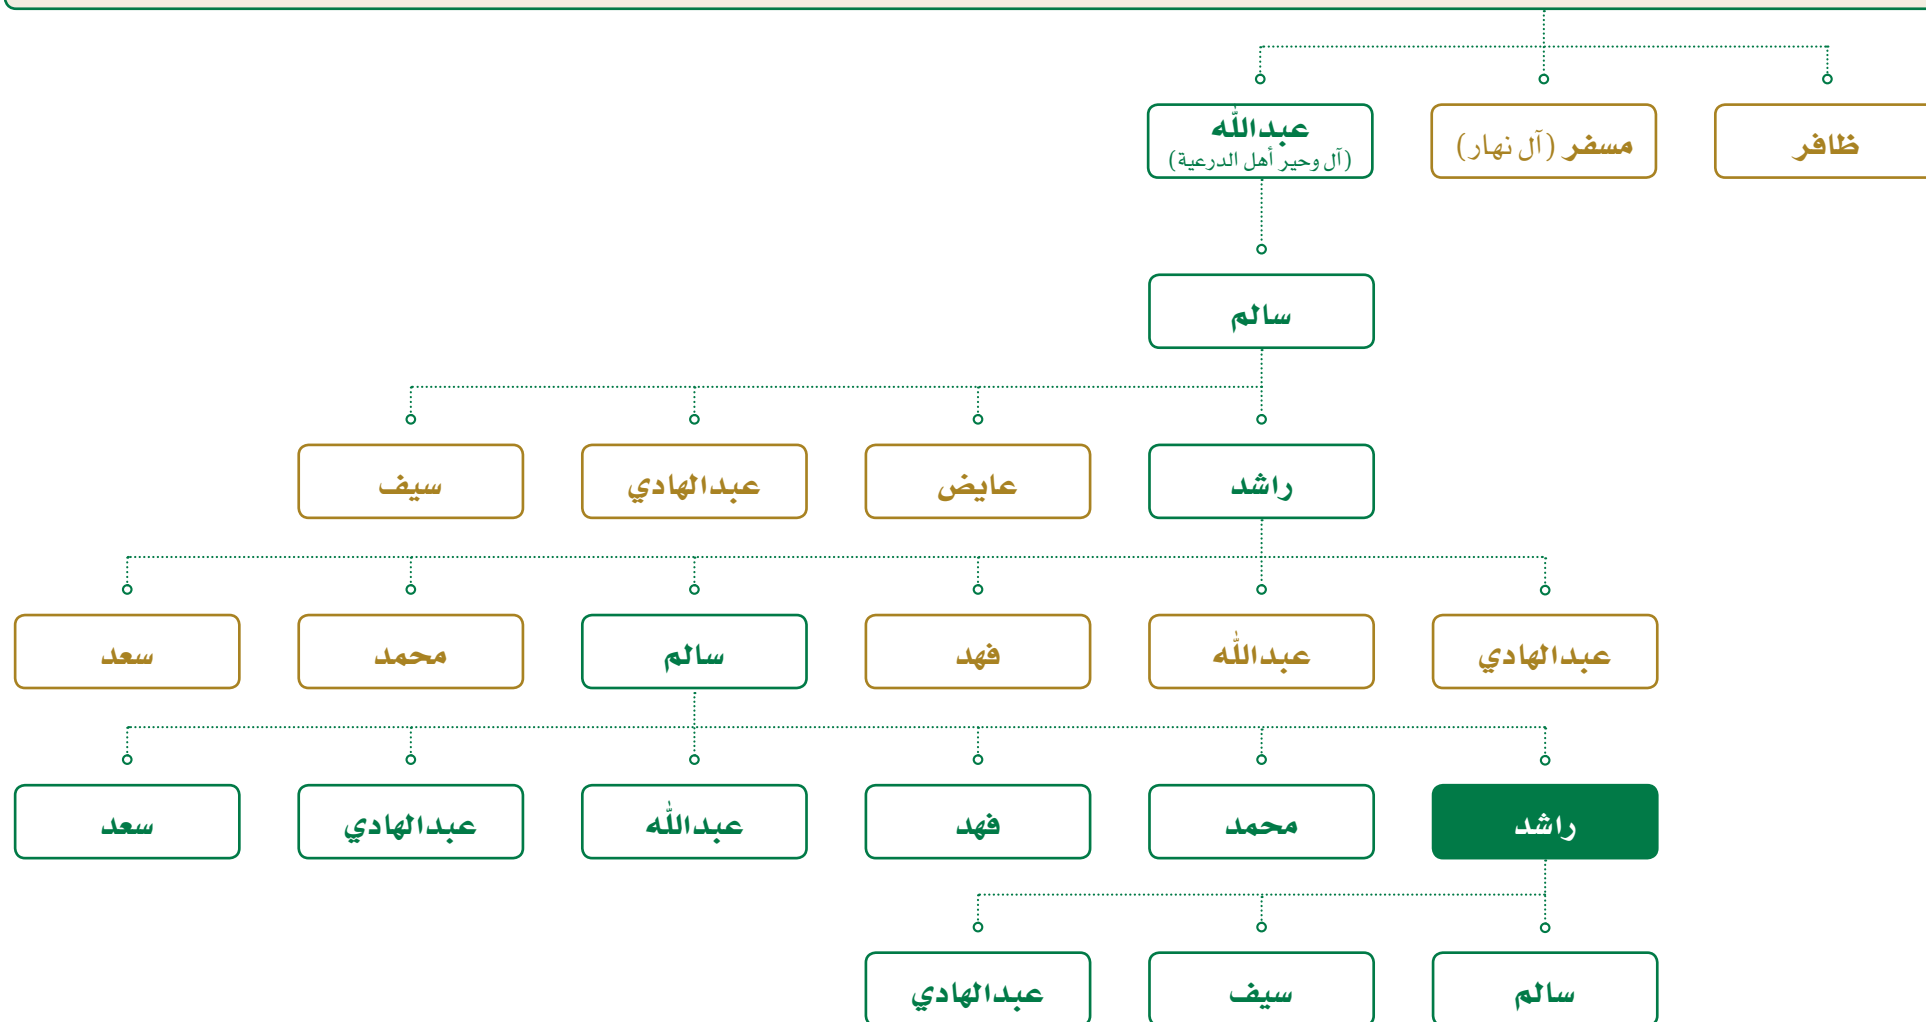 ظافر
مسفر (آل نهار)
عبدالله
(آل وحير أهل الدرعية)
سالم
راشد
عايض
عبدالهادي
سيف
عبدالهادي
عبدالله
فهد
سالم
محمد
سعد
راشد
محمد
فهد
عبدالله
عبدالهادي
سعد
سالم
سيف
عبدالهادي